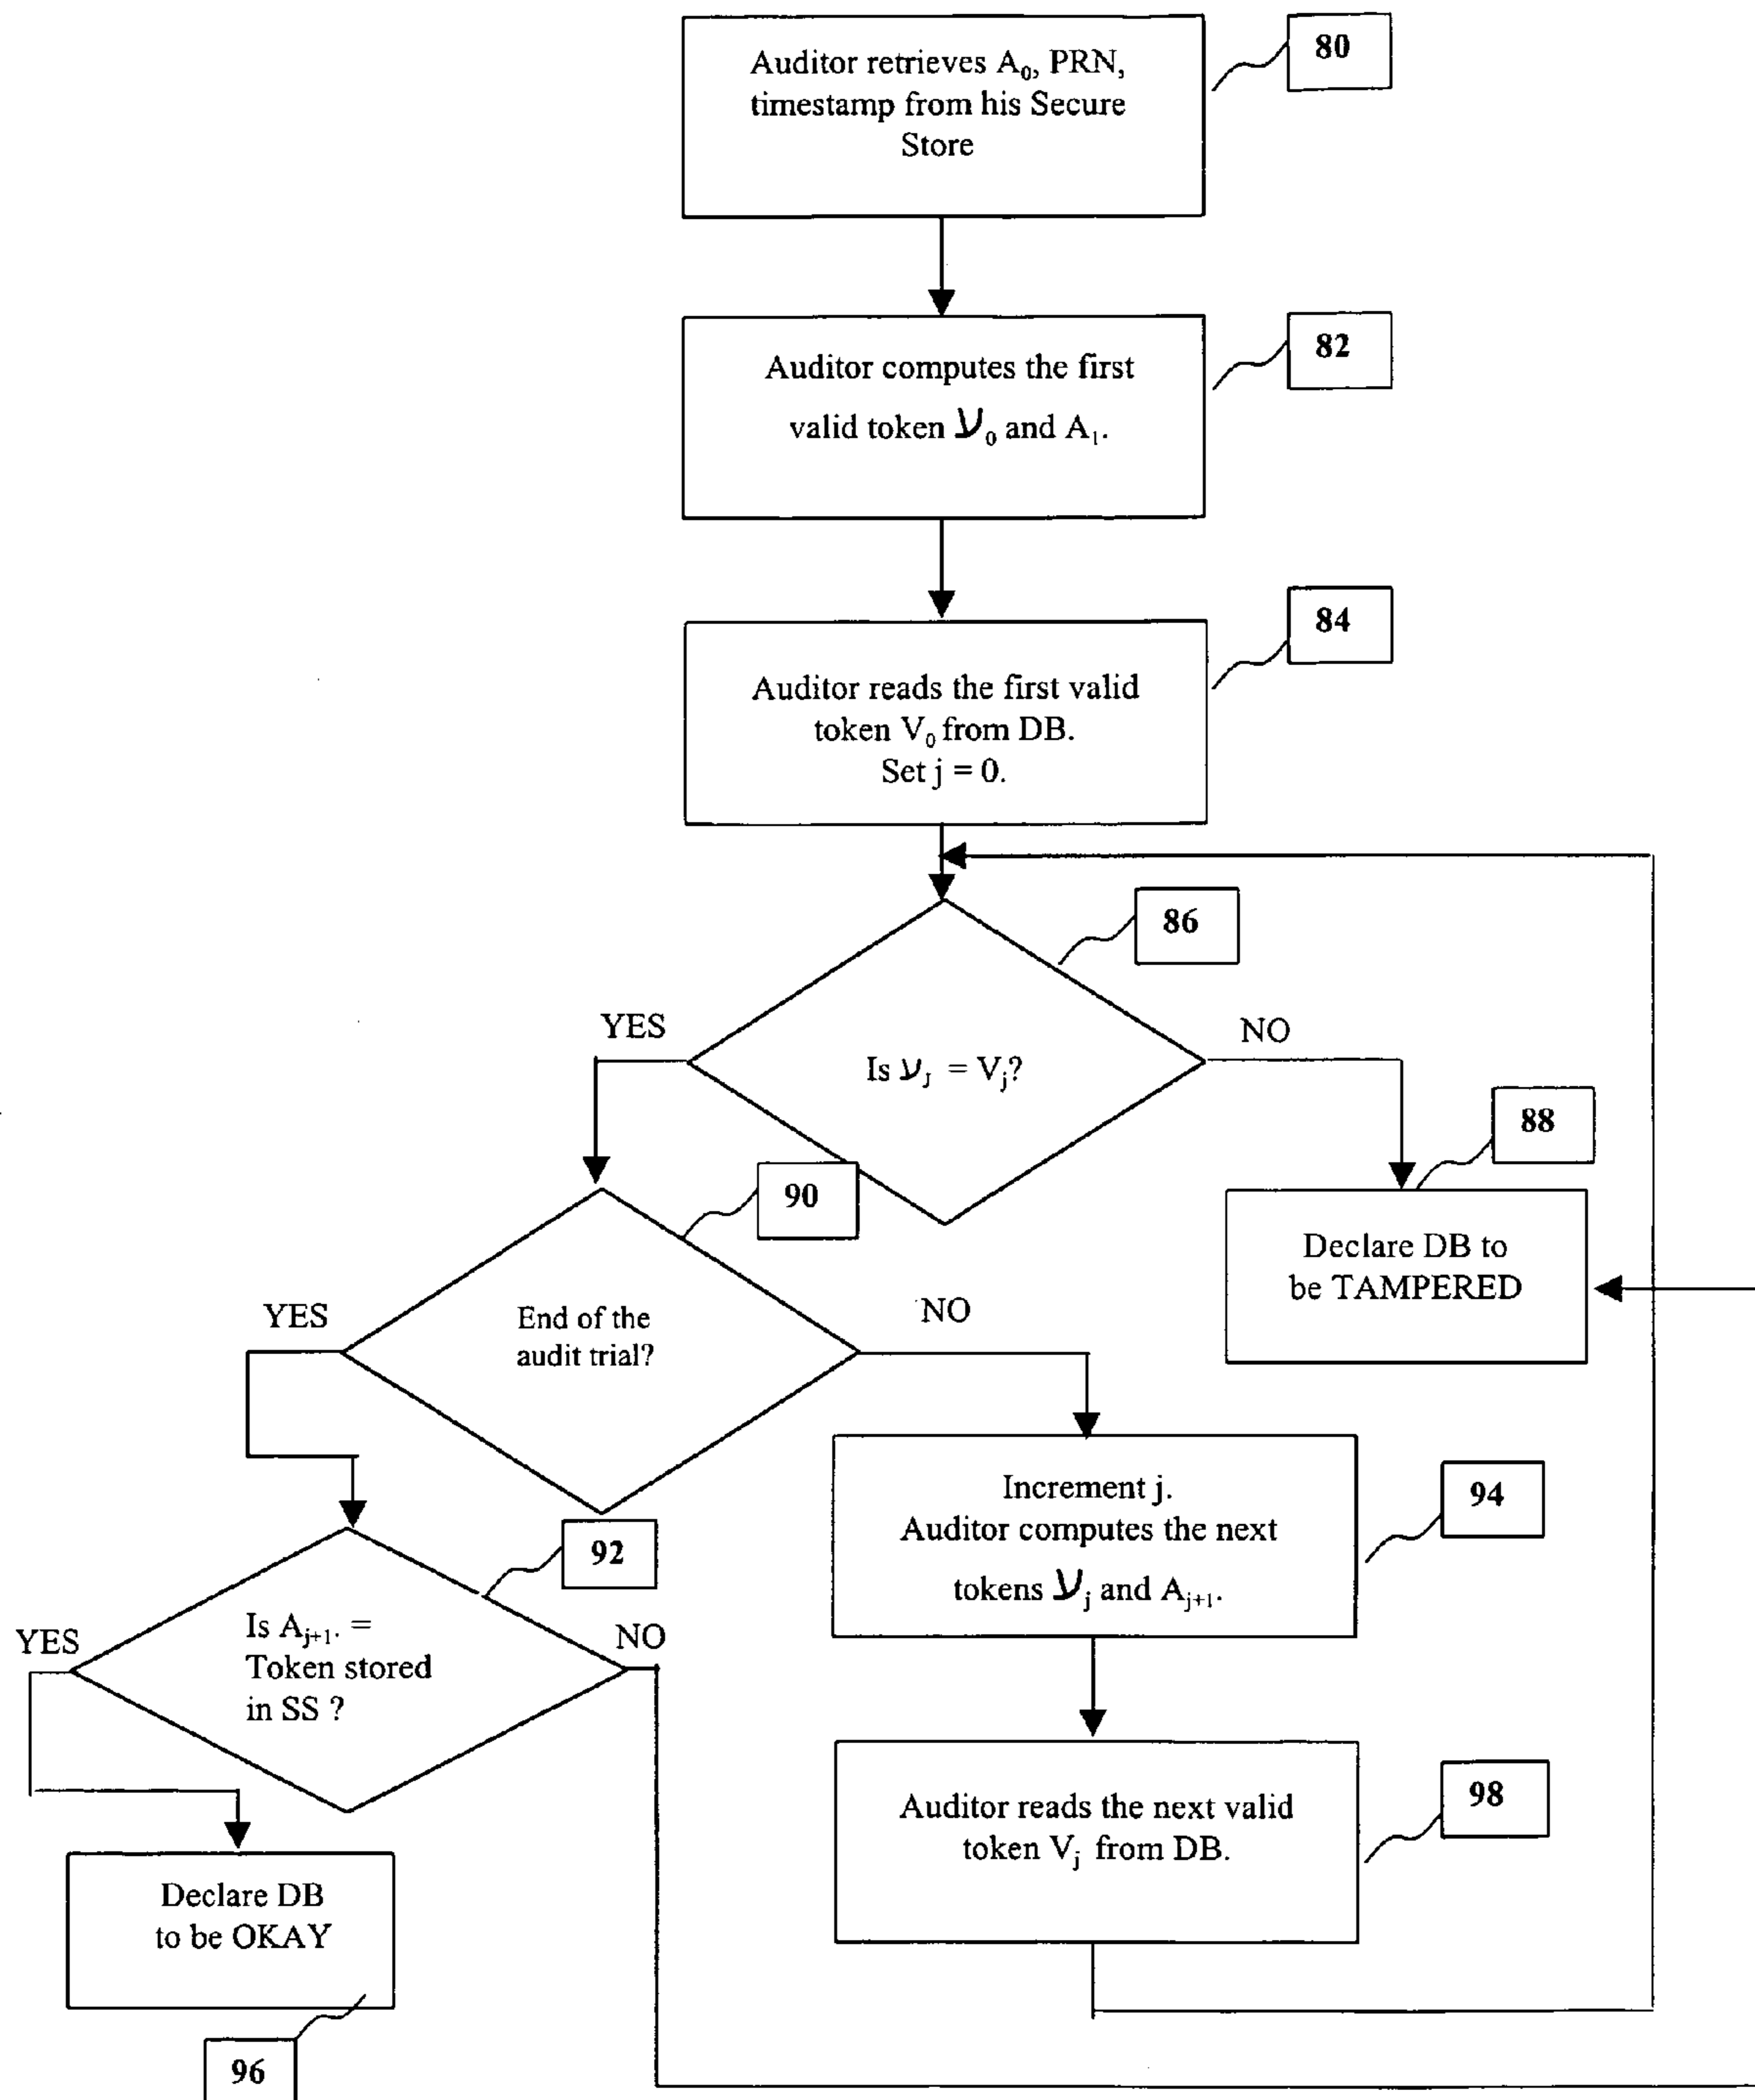 Auditor retrieves A₀, PRN,
timestamp from his Secure
Store
80
Auditor computes the first
valid token 𝒱₀ and A₁.
82
Auditor reads the first valid
token V₀ from DB.
Set j = 0.
84
86
YES
NO
Is 𝒱ⱼ = Vⱼ?
88
90
Declare DB to
be TAMPERED
YES
NO
End of the
audit trial?
Increment j.
Auditor computes the next
tokens 𝒱ⱼ and Aⱼ₊₁.
94
92
YES
NO
Is Aⱼ₊₁. =
Token stored
in SS ?
Auditor reads the next valid
token Vⱼ from DB.
98
Declare DB
to be OKAY
96